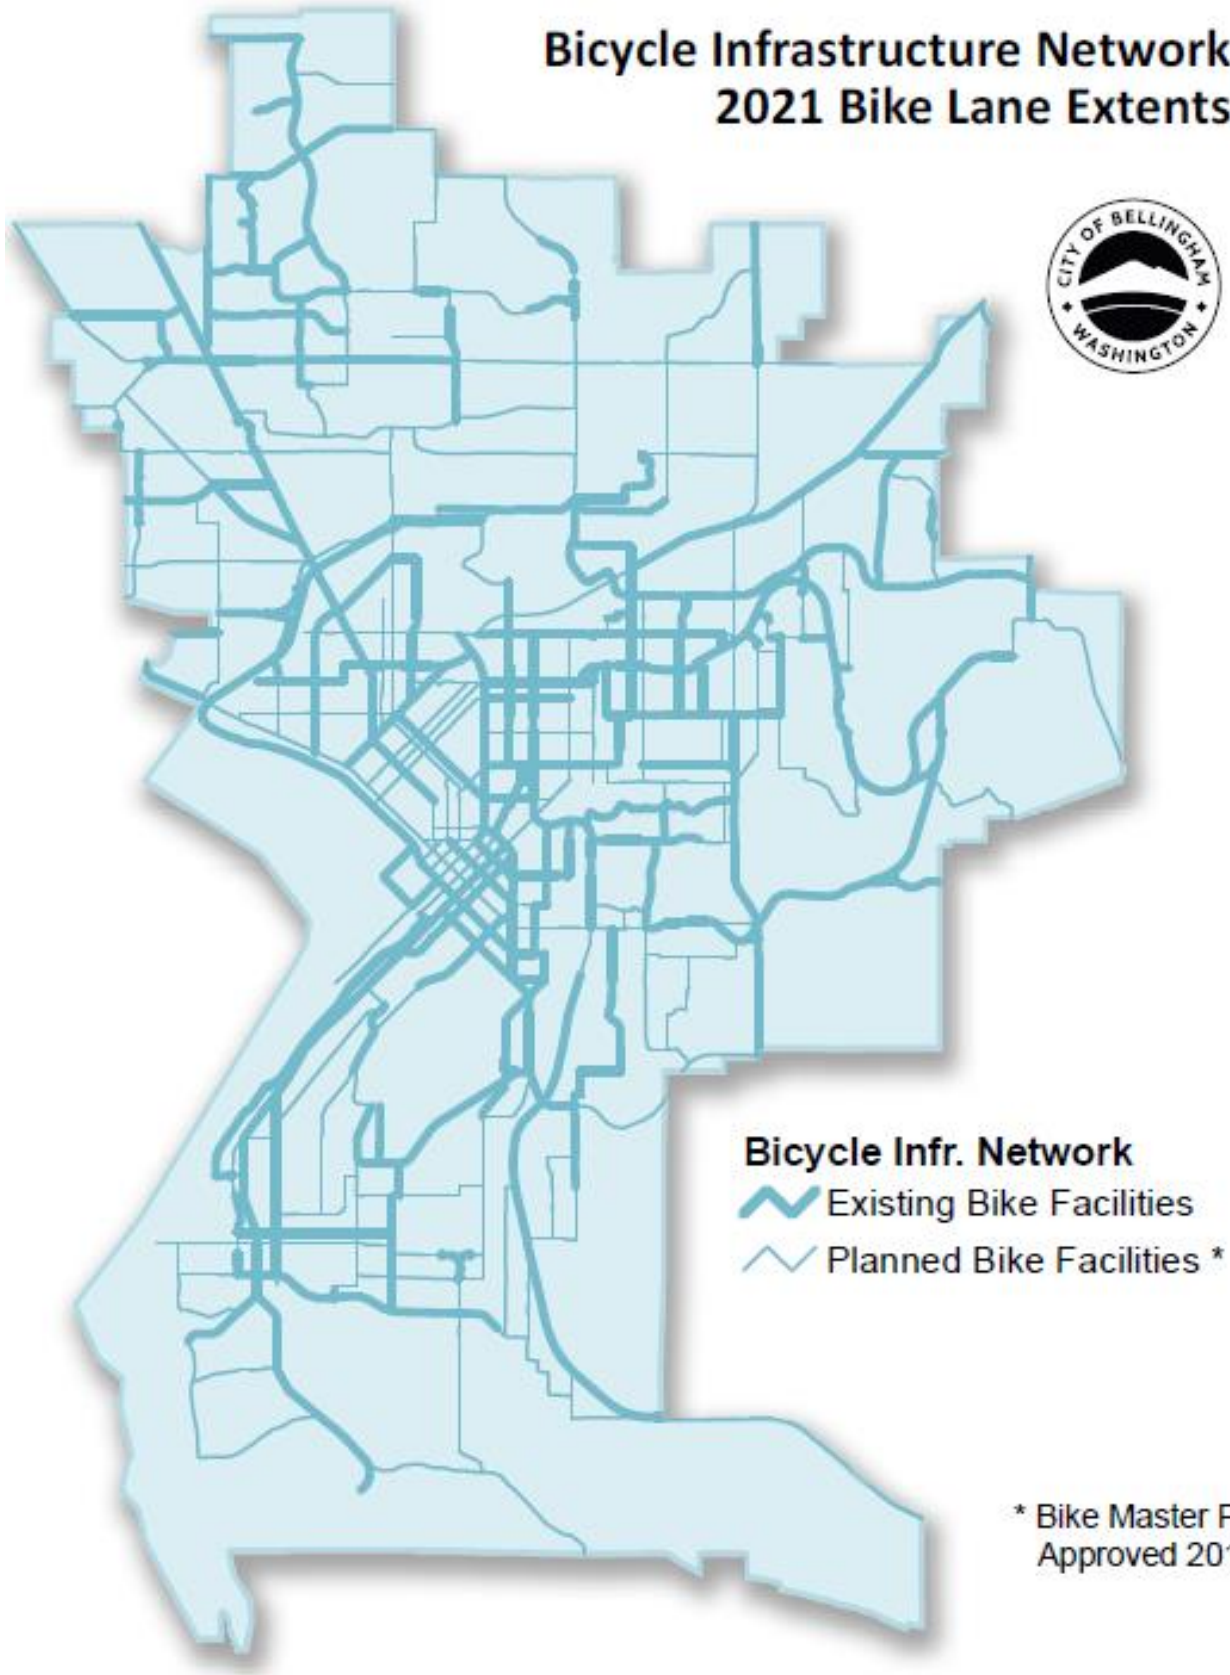 Bicycle Infrastructure Network
2021 Bike Lane Extents
CITY OF BELLINGHAM
WASHINGTON
Bicycle Infr. Network
Existing Bike Facilities
Planned Bike Facilities *
* Bike Master
Approved